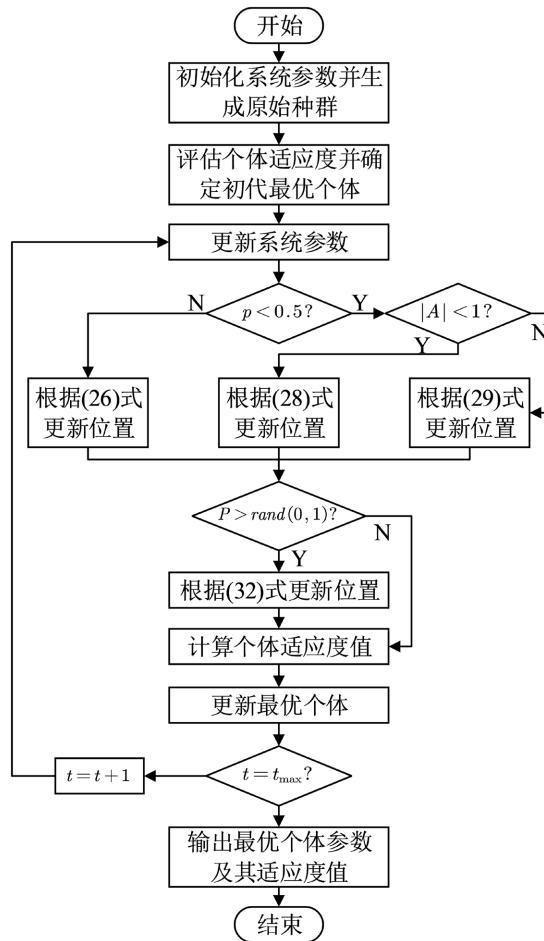 开始
初始化系统参数并生
成原始种群
评估个体适应度并确
定初代最优个体
更新系统参数
N
p<0.5?
Y
|A|<1?
N
Y
根据(26)式
更新位置
根据(28)式
更新位置
根据(29)式
更新位置
P>rand(0,1)?
N
Y
根据(32)式更新位置
计算个体适应度值
更新最优个体
t=t+1
t=tmax?
输出最优个体参数
及其适应度值
结束